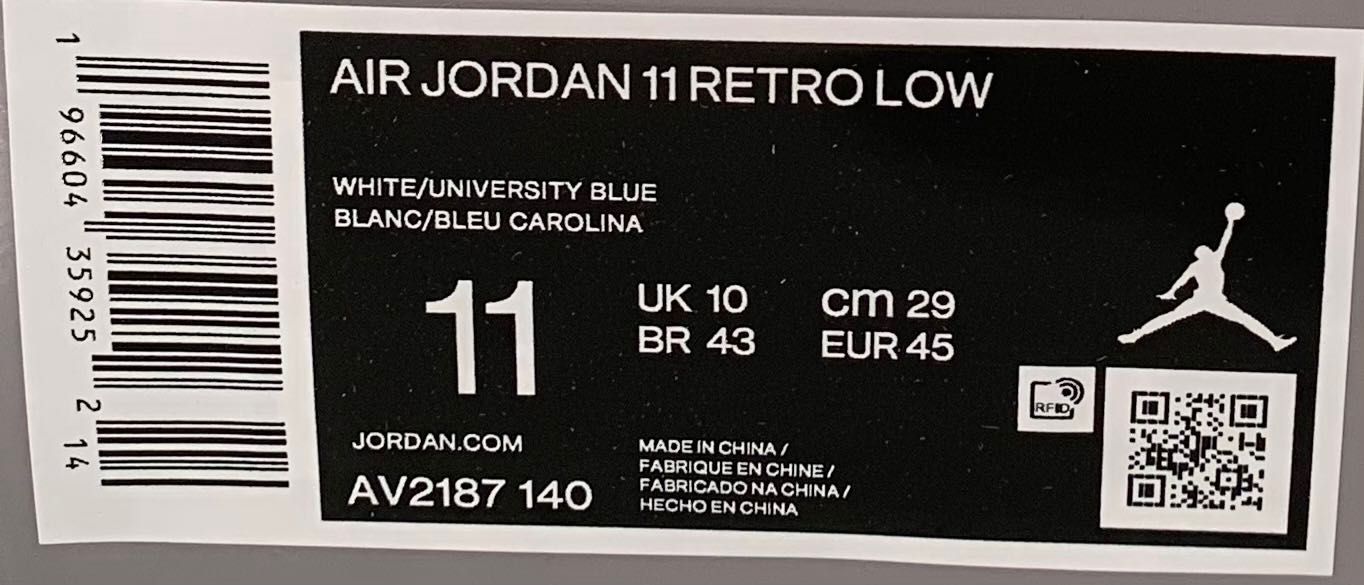 1 96604 35925 2 14
AIR JORDAN 11 RETRO LOW
WHITE/UNIVERSITY BLUE
BLANC/BLEU CAROLINA
11
UK 10 cm 29
BR 43 EUR 45
RFID
JORDAN.COM
AV2187 140
MADE IN CHINA /
FABRIQUE EN CHINE /
FABRICADO NA CHINA /
HECHO EN CHINA